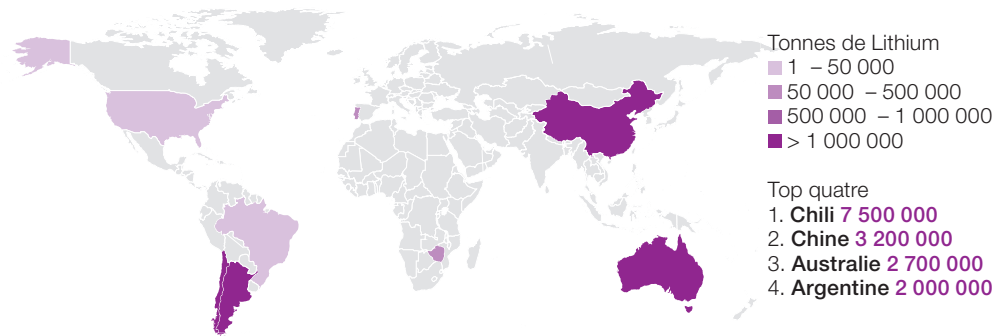 Tonnes de Lithium
1 – 50 000
50 000 – 500 000
500 000 – 1 000 000
> 1 000 000
Top quatre
1. Chili 7 500 000
2. Chine 3 200 000
3. Australie 2 700 000
4. Argentine 2 000 000